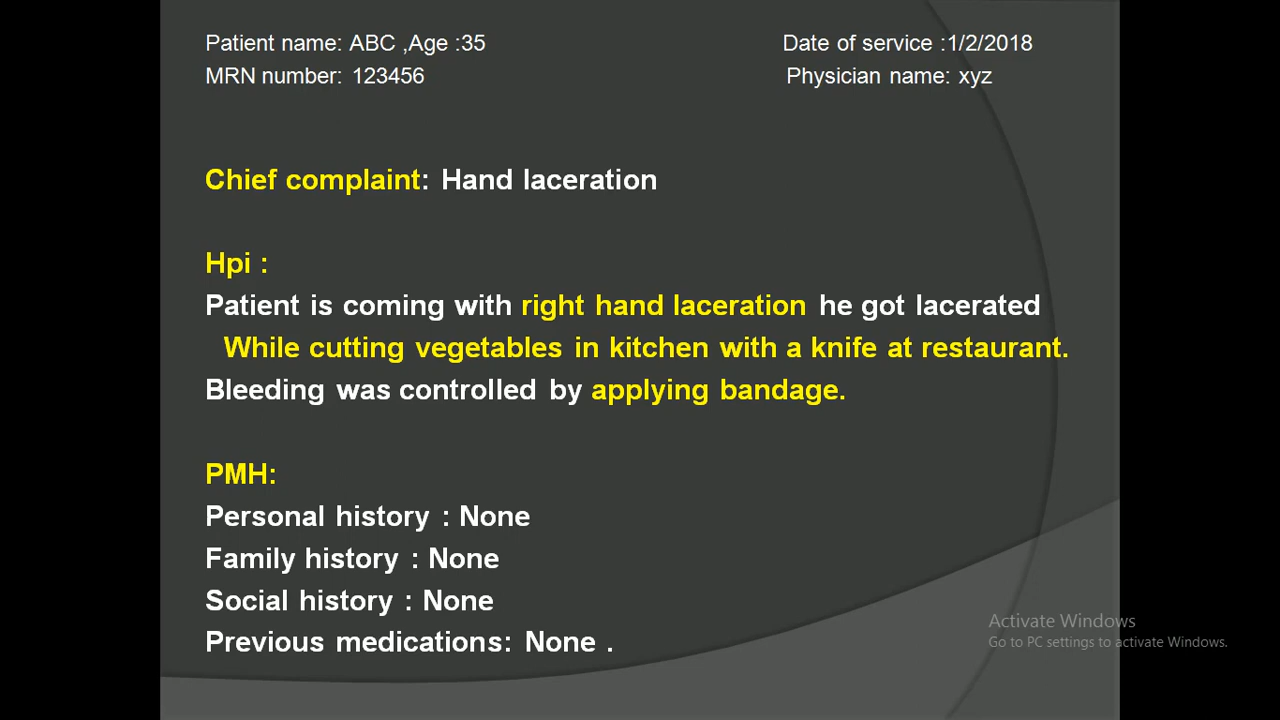 Patient name: ABC ,Age :35
Date of service :1/2/2018
MRN number: 123456
Physician name: xyz
Chief complaint: Hand laceration
Hpi :
Patient is coming with right hand laceration he got lacerated
While cutting vegetables in kitchen with a knife at restaurant.
Bleeding was controlled by applying bandage.
PMH:
Personal history : None
Family history : None
Social history : None
Previous medications: None .
Activate Windows
Go to PC settings to activate Windows.